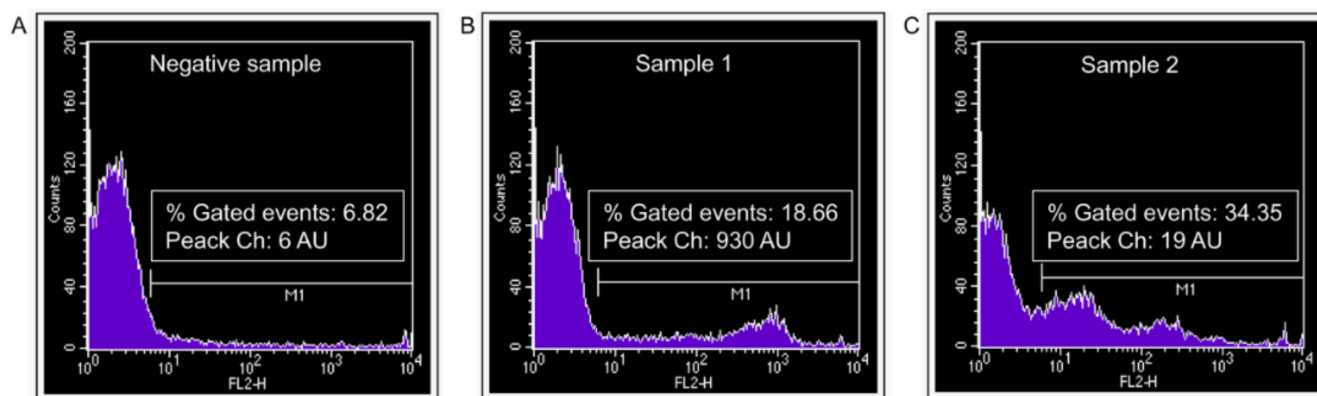 A
Negative sample
% Gated events: 6.82
Peack Ch: 6 AU
M1
Counts
200
160
120
80
40
0
10^0
10^1
10^2
10^3
10^4
FL2-H
B
Sample 1
% Gated events: 18.66
Peack Ch: 930 AU
M1
Counts
200
160
120
80
40
0
10^0
10^1
10^2
10^3
10^4
FL2-H
C
Sample 2
% Gated events: 34.35
Peack Ch: 19 AU
M1
Counts
200
160
120
80
40
0
10^0
10^1
10^2
10^3
10^4
FL2-H